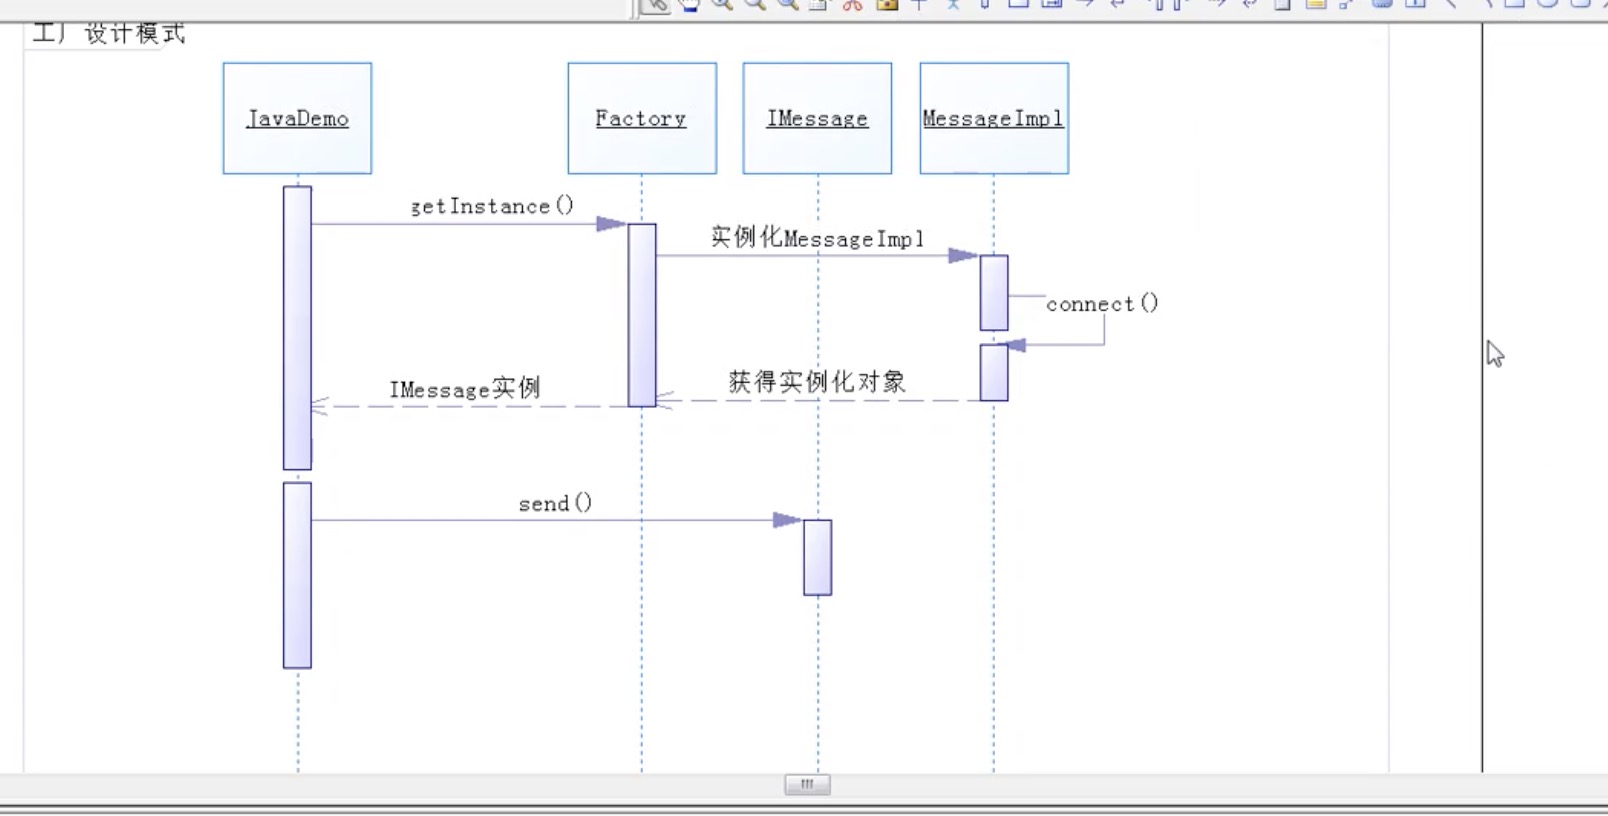 工厂设计模式
JavaDemo
Factory
IMessage
MessageImpl
getInstance()
实例化MessageImpl
connect()
获得实例化对象
IMessage实例
send()